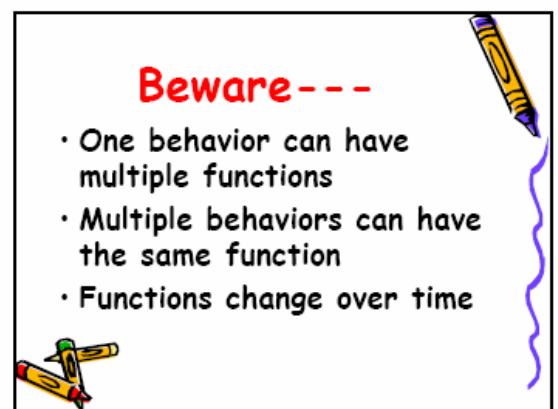 Beware---
· One behavior can have
multiple functions
· Multiple behaviors can have
the same function
· Functions change over time